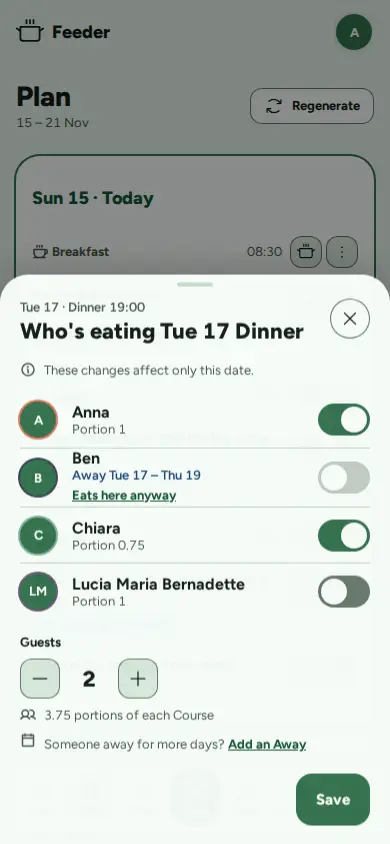 Feeder
A
Plan
15 – 21 Nov
Regenerate
Sun 15 · Today
Breakfast
08:30
Tue 17 · Dinner 19:00
Who's eating Tue 17 Dinner
These changes affect only this date.
A
Anna
Portion 1
B
Ben
Away Tue 17 – Thu 19
Eats here anyway
C
Chiara
Portion 0.75
LM
Lucia Maria Bernadette
Portion 1
Guests
2
3.75 portions of each Course
Someone away for more days? Add an Away
Save